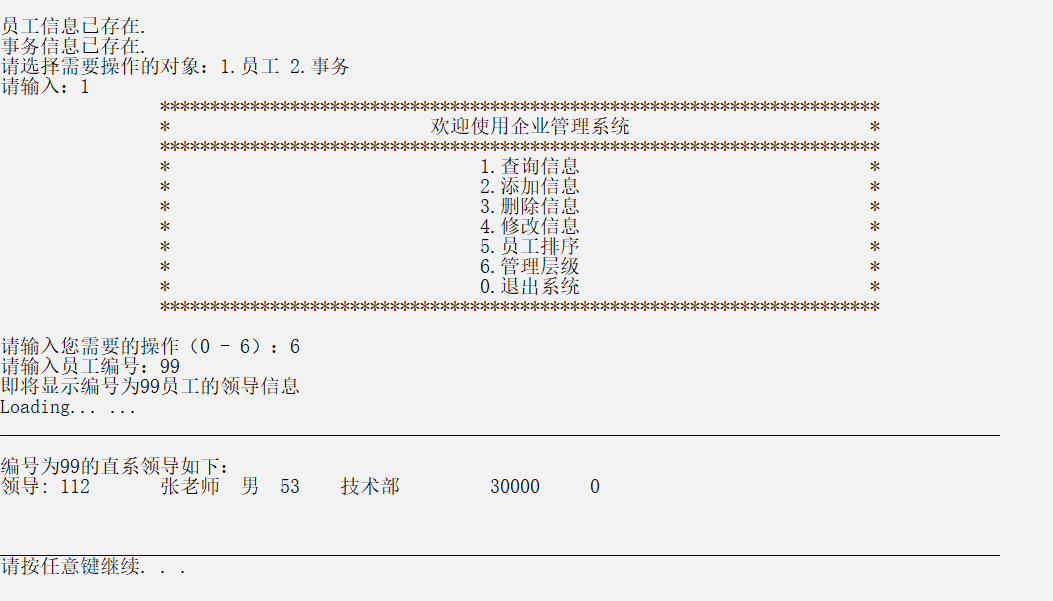 员工信息已存在.
事务信息已存在.
请选择需要操作的对象: 1.员工 2.事务
请输入: 1
************************************************************************
* 欢迎使用企业管理系统 *
************************************************************************
* 1.查询信息 *
* 2.添加信息 *
* 3.删除信息 *
* 4.修改信息 *
* 5.员工排序 *
* 6.管理层级 *
* 0.退出系统 *
************************************************************************
请输入您需要的操作（0 - 6）: 6
请输入员工编号: 99
即将显示编号为99员工的领导信息
Loading... ...
编号为99的直系领导如下:
领导: 112 张老师 男 53 技术部 30000 0
请按任意键继续. . .